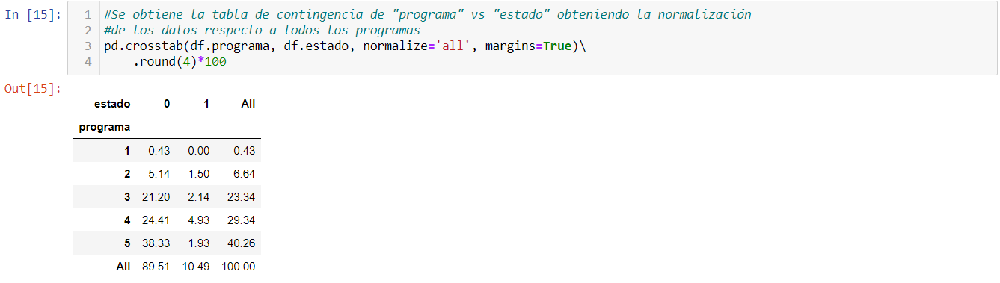 In [15]:
1 #Se obtiene la tabla de contingencia de "programa" vs "estado" obteniendo la normalización
2 #de los datos respecto a todos los programas
3 pd.crosstab(df.programa, df.estado, normalize='all', margins=True)\
4     .round(4)*100
Out[15]:
estado 0 1 All
programa
1 0.43 0.00 0.43
2 5.14 1.50 6.64
3 21.20 2.14 23.34
4 24.41 4.93 29.34
5 38.33 1.93 40.26
All 89.51 10.49 100.00